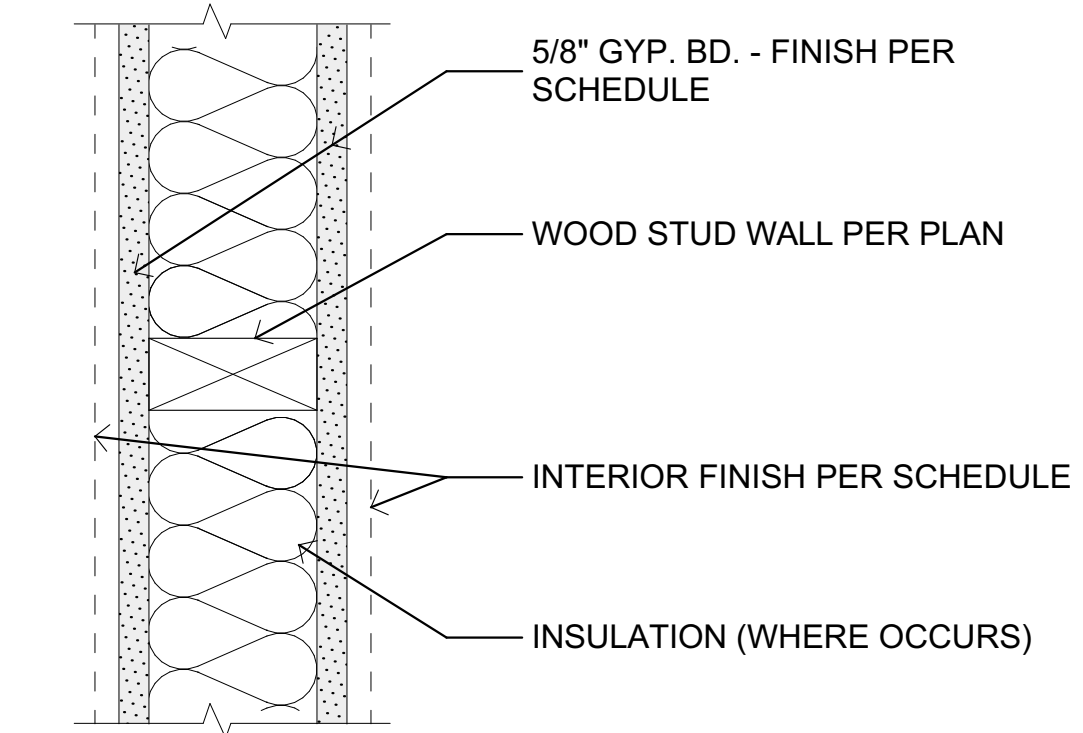 5/8" GYP. BD. - FINISH PER
SCHEDULE
WOOD STUD WALL PER PLAN
INTERIOR FINISH PER SCHEDULE
INSULATION (WHERE OCCURS)